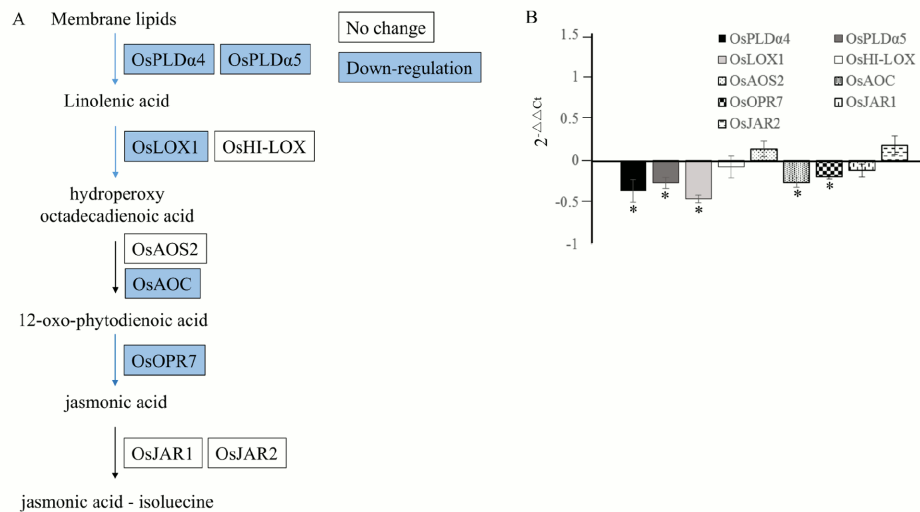 A
Membrane lipids
No change
OsPLDα4 OsPLDα5
Down-regulation
Linolenic acid
OsLOX1 OsHI-LOX
hydroperoxy
octadecadienoic acid
OsAOS2
OsAOC
12-oxo-phytodienoic acid
OsOPR7
jasmonic acid
OsJAR1 OsJAR2
jasmonic acid - isoluecine
B
2^-△△Ct
1.5
1
0.5
0
-0.5
-1
OsPLDα4 OsPLDα5
OsLOX1 OsHI-LOX
OsAOS2 OsAOC
OsOPR7 OsJAR1
OsJAR2
* * * * *